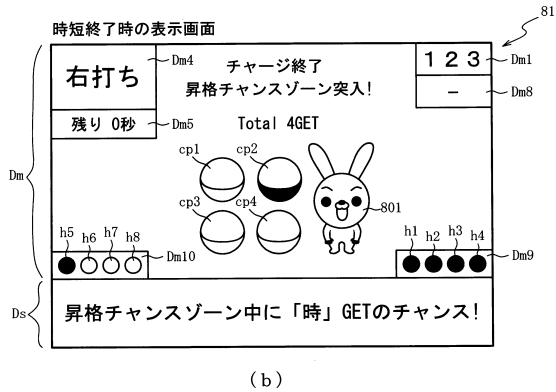 時短終了時の表示画面
81
右打ち
Dm4
チャージ終了
昇格チャンスゾーン突入!
123
Dm1
−
Dm8
残り 0秒
Dm5
Total 4GET
cp1
cp2
Dm
cp3
cp4
801
h5
h6
h7
h8
Dm10
h1
h2
h3
h4
Dm9
Ds
昇格チャンスゾーン中に「時」GETのチャンス!
(b)